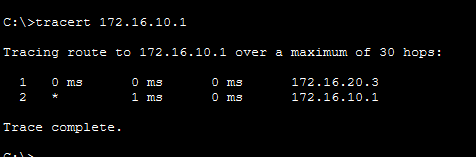 C:\>tracert 172.16.10.1
Tracing route to 172.16.10.1 over a maximum of 30 hops:
1 0 ms 0 ms 0 ms 172.16.20.3
2 * 1 ms 0 ms 172.16.10.1
Trace complete.
C:\>